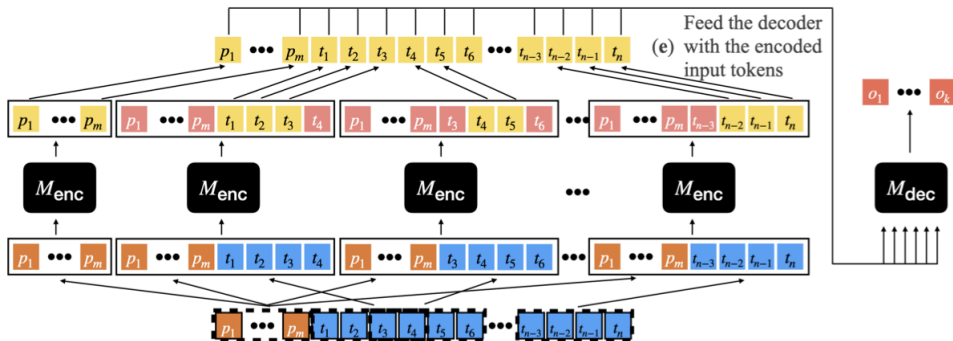 p1 ••• pm t1 t2 t3 t4 t5 t6 ••• tn−3 tn−2 tn−1 tn
(e) Feed the decoder
with the encoded
input tokens
o1 ••• ok
p1 ••• pm p1 ••• pm t1 t2 t3 t4 p1 ••• pm t3 t4 t5 t6 ••• p1 ••• pm tn−3 tn−2 tn−1 tn
Menc Menc Menc ••• Menc Mdec
p1 ••• pm p1 ••• pm t1 t2 t3 t4 p1 ••• pm t3 t4 t5 t6 ••• p1 ••• pm tn−3 tn−2 tn−1 tn
p1 ••• pm t1 t2 t3 t4 t5 t6 ••• tn−3 tn−2 tn−1 tn